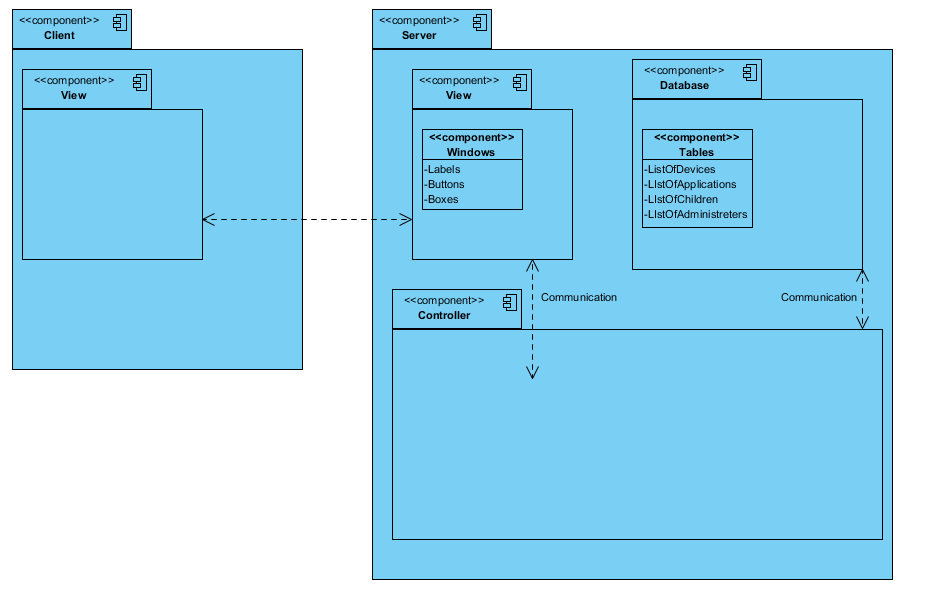 <<component>>
Client
<<component>>
View
<<component>>
Server
<<component>>
View
<<component>>
Windows
-Labels
-Buttons
-Boxes
<<component>>
Database
<<component>>
Tables
-ListOfDevices
-LIstOfApplications
-LIstOfChildren
-LIstOfAdministreters
Communication
Communication
<<component>>
Controller